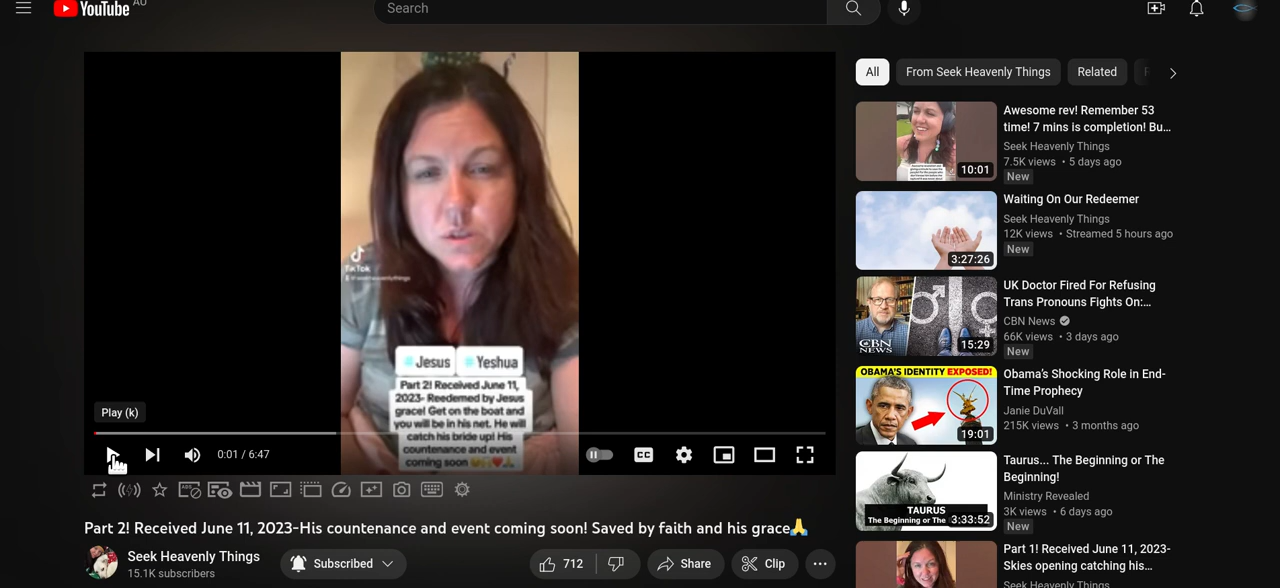 YouTube AU
Search
TikTok
Jesus Yeshua
Part 2! Received June 11,
2023- Reedemed by Jesus
grace! Get on the boat and
you will be in his net. He will
catch his bride up! His
countenance and event
coming soon 😊🙌❤️🙏
Play (k)
0:01 / 6:47
CC
Part 2! Received June 11, 2023-His countenance and event coming soon! Saved by faith and his grace🙏
Seek Heavenly Things
15.1K subscribers
Subscribed
712
Share
Clip
All
From Seek Heavenly Things
Related
10:01
Awesome rev! Remember 53
time! 7 mins is completion! Bu...
Seek Heavenly Things
7.5K views • 5 days ago
New
3:27:26
Waiting On Our Redeemer
Seek Heavenly Things
12K views • Streamed 5 hours ago
New
CBN
NEWS
15:29
UK Doctor Fired For Refusing
Trans Pronouns Fights On:...
CBN News
66K views • 3 days ago
New
OBAMA'S IDENTITY EXPOSED!
19:01
Obama's Shocking Role in End-
Time Prophecy
Janie DuVall
215K views • 3 months ago
TAURUS
The Beginning or The
3:33:52
Taurus... The Beginning or The
Beginning!
Ministry Revealed
3K views • 6 days ago
New
Part 1! Received June 11, 2023-
Skies opening catching his...
Seek Heavenly Things